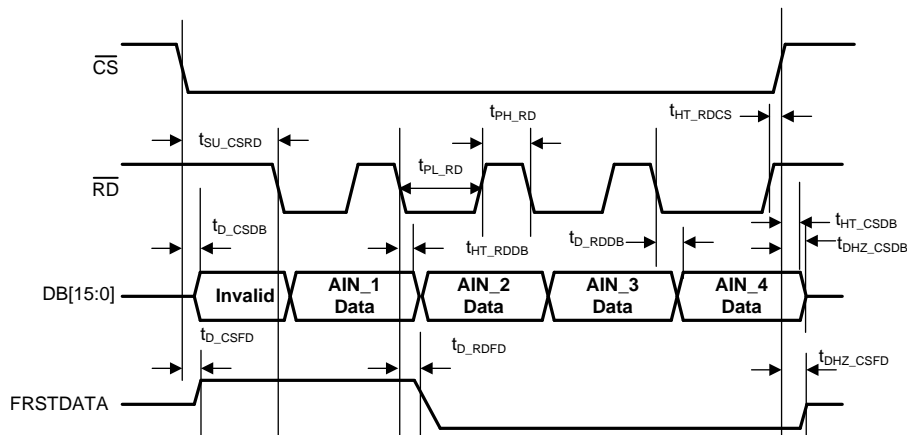 CS
tPH_RD
tHT_RDCS
tSU_CSRD
tPL_RD
RD
tHT_CSDB
tD_CSDB
tHT_RDDB
tD_RDDB
tDHZ_CSDB
DB[15:0]
Invalid
AIN_1
Data
AIN_2
Data
AIN_3
Data
AIN_4
Data
tD_CSFD
tD_RDFD
tDHZ_CSFD
FRSTDATA